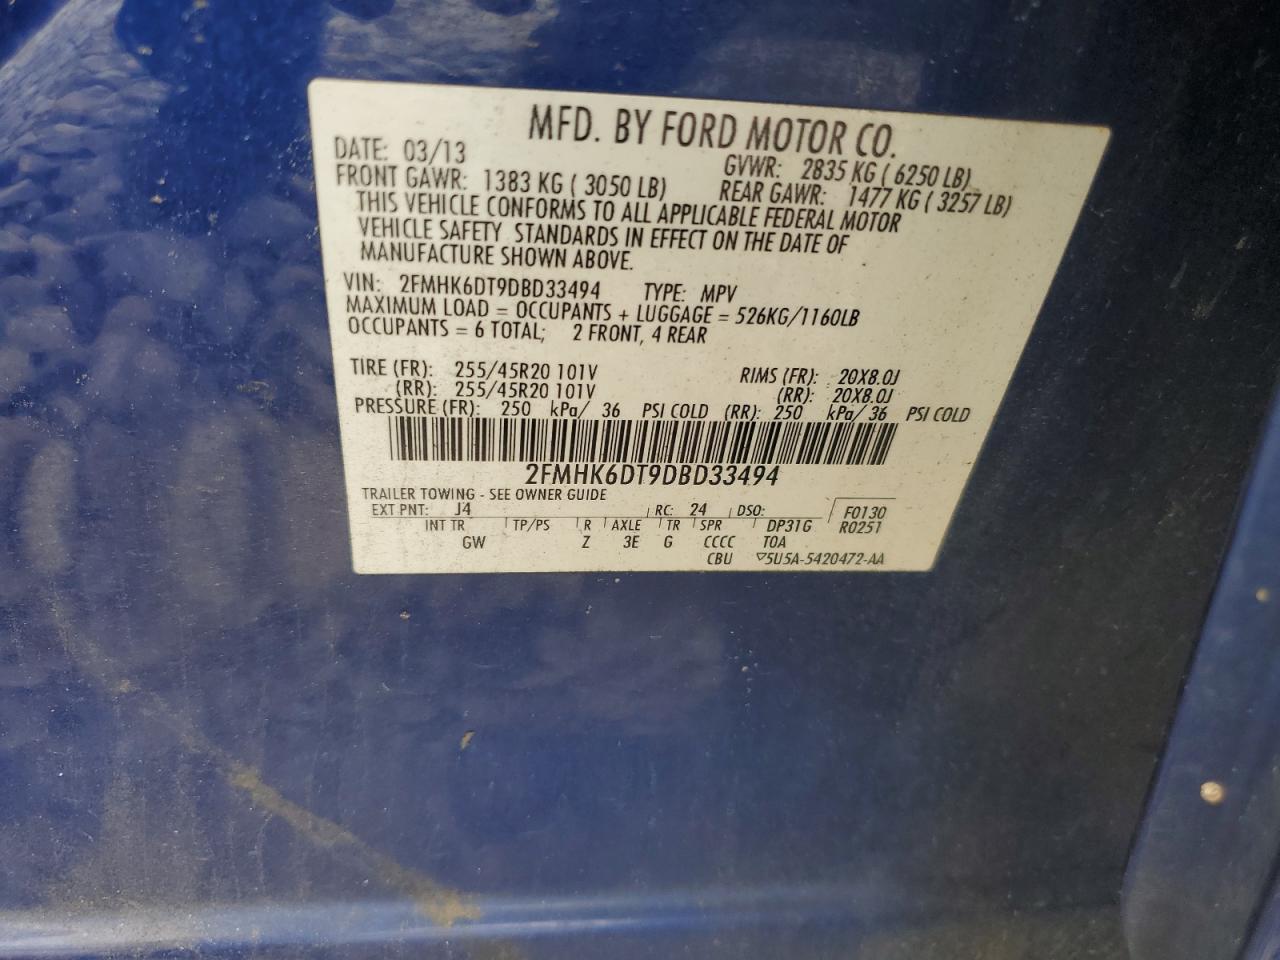 MFD. BY FORD MOTOR CO.
DATE: 03/13 GVWR: 2835 KG ( 6250 LB)
FRONT GAWR: 1383 KG ( 3050 LB) REAR GAWR: 1477 KG ( 3257 LB)
THIS VEHICLE CONFORMS TO ALL APPLICABLE FEDERAL MOTOR
VEHICLE SAFETY STANDARDS IN EFFECT ON THE DATE OF
MANUFACTURE SHOWN ABOVE.
VIN: 2FMHK6DT9DBD33494 TYPE: MPV
MAXIMUM LOAD = OCCUPANTS + LUGGAGE = 526KG/1160LB
OCCUPANTS = 6 TOTAL; 2 FRONT, 4 REAR
TIRE (FR): 255/45R20 101V RIMS (FR): 20X8.0J
(RR): 255/45R20 101V (RR): 20X8.0J
PRESSURE (FR): 250 kPa/ 36 PSI COLD (RR): 250 kPa/ 36 PSI COLD
2FMHK6DT9DBD33494
TRAILER TOWING - SEE OWNER GUIDE
EXT PNT: J4 RC: 24 DSO: F0130
INT TR TP/PS R AXLE TR SPR DP31G R0251
GW Z 3E G CCCC T0A
CBU ▽5U5A-5420472-AA